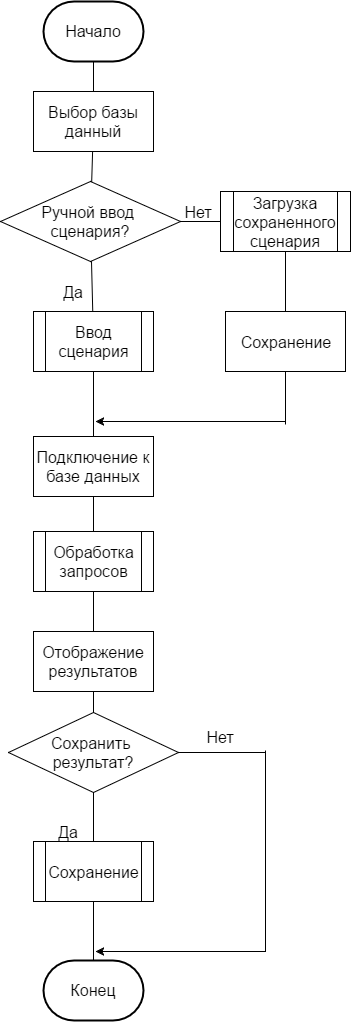 Начало
Выбор базы
данный
Ручной ввод
сценария?
Нет
Загрузка
сохраненного
сценария
Да
Ввод
сценария
Сохранение
Подключение к
базе данных
Обработка
запросов
Отображение
результатов
Сохранить
результат?
Нет
Да
Сохранение
Конец